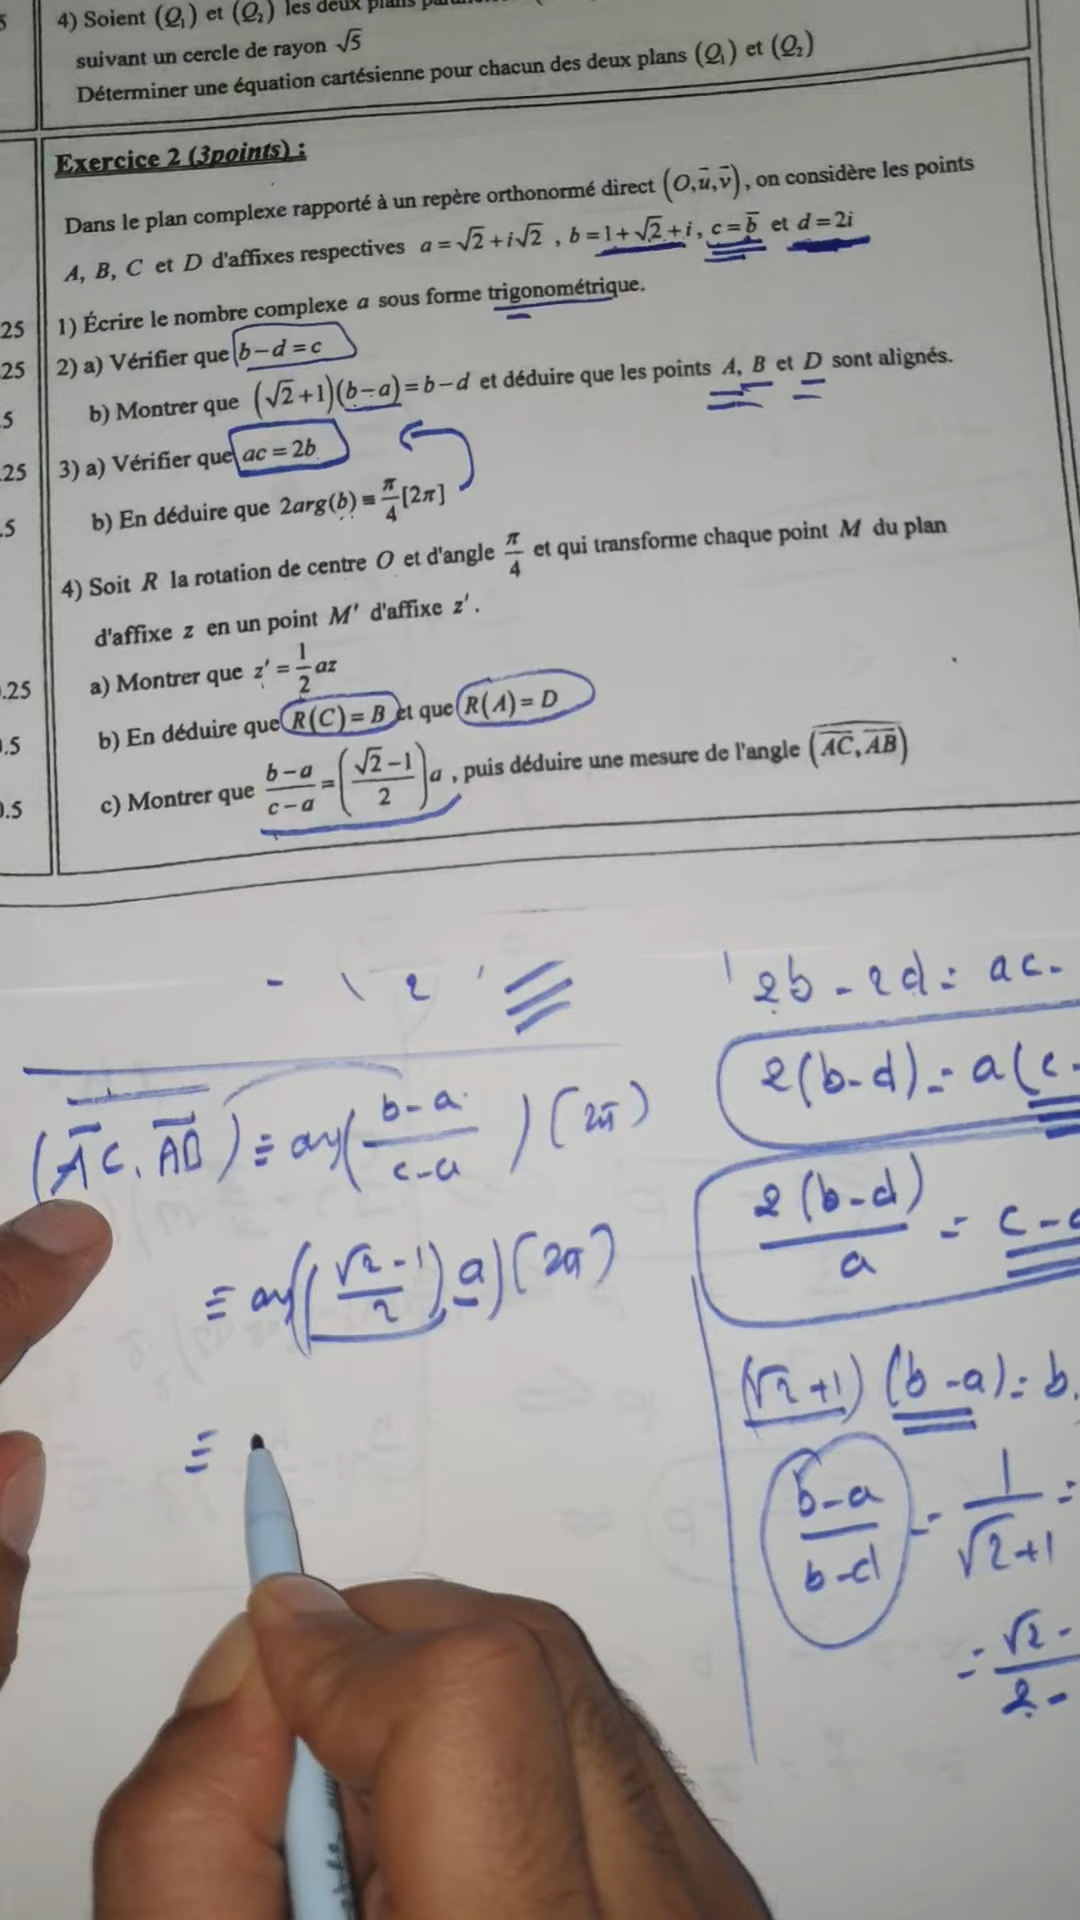 4) Soient (Q₁) et (Q₂) les deux plans
suivant un cercle de rayon √5
Déterminer une équation cartésienne pour chacun des deux plans (Q₁) et (Q₂)
Exercice 2 (3points) :
Dans le plan complexe rapporté à un repère orthonormé direct (O,u⃗,v⃗), on considère les points
A, B, C et D d'affixes respectives a = √2 + i√2 , b = 1 + √2 + i , c = b̄ et d = 2i
25 1) Écrire le nombre complexe a sous forme trigonométrique.
.25 2) a) Vérifier que b − d = c
.5 b) Montrer que (√2 + 1)(b − a) = b − d et déduire que les points A, B et D sont alignés.
.25 3) a) Vérifier que ac = 2b
.5 b) En déduire que 2arg(b) ≡ π/4 [2π]
4) Soit R la rotation de centre O et d'angle π/4 et qui transforme chaque point M du plan
d'affixe z en un point M' d'affixe z'.
0.25 a) Montrer que z' = 1/2 az
0.5 b) En déduire que R(C) = B et que R(A) = D
0.5 c) Montrer que (b − a)/(c − a) = ((√2 − 1)/2) a , puis déduire une mesure de l'angle (AC⃗, AB⃗)
2
(AC, AB) ≡ arg((b-a)/(c-a)) (2π)
≡ arg(((√2 - 1)/2) a) (2π)
≡
2b - 2d = ac -
2(b-d) = a(c -
2(b-d)/a = c -
(√2 + 1) (b - a) = b
(b-a)/(b-d) = 1/(√2+1) =
= (√2 -)/(2 -